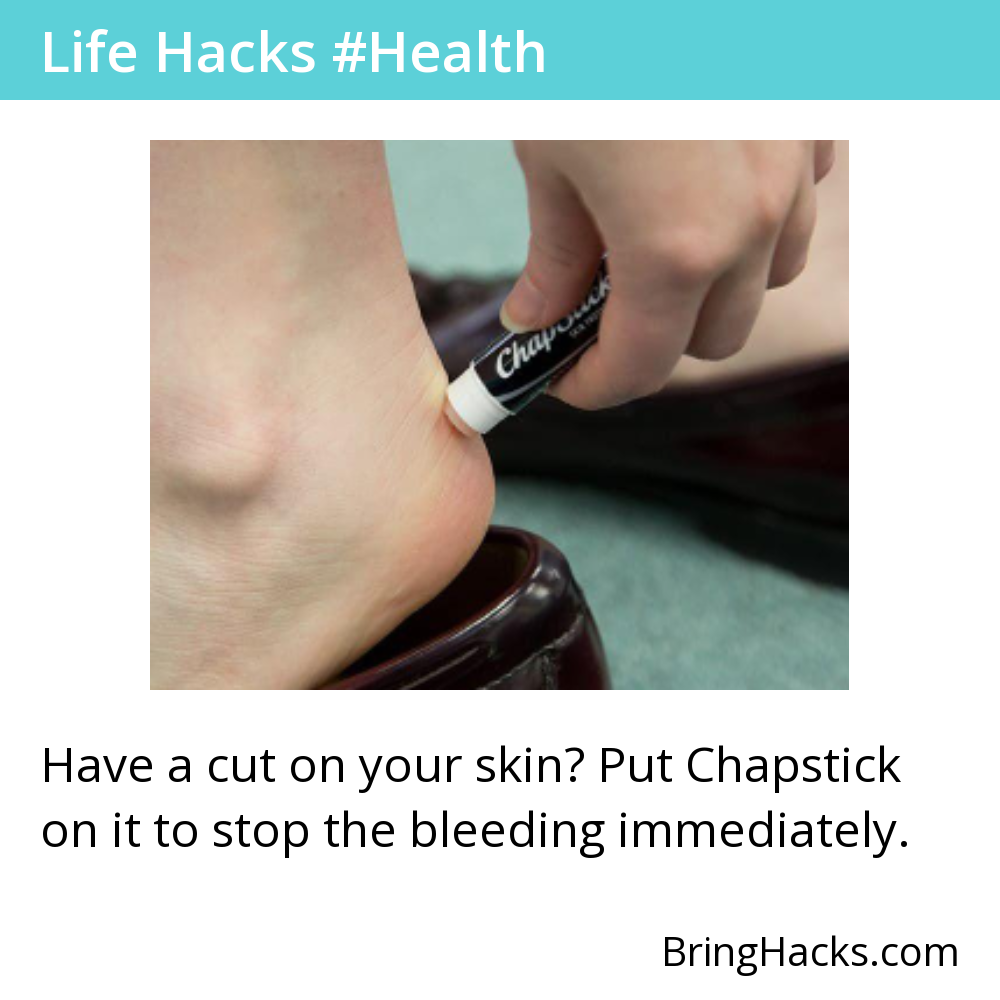 Life Hacks #Health
ChapStick
Have a cut on your skin? Put Chapstick
on it to stop the bleeding immediately.
BringHacks.com